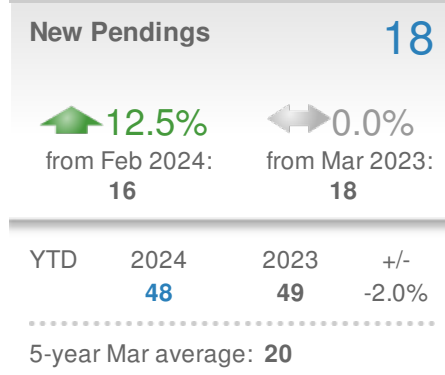 New Pendings 18
12.5% 0.0%
from Feb 2024: from Mar 2023:
16 18
YTD 2024 2023 +/-
48 49 -2.0%
5-year Mar average: 20